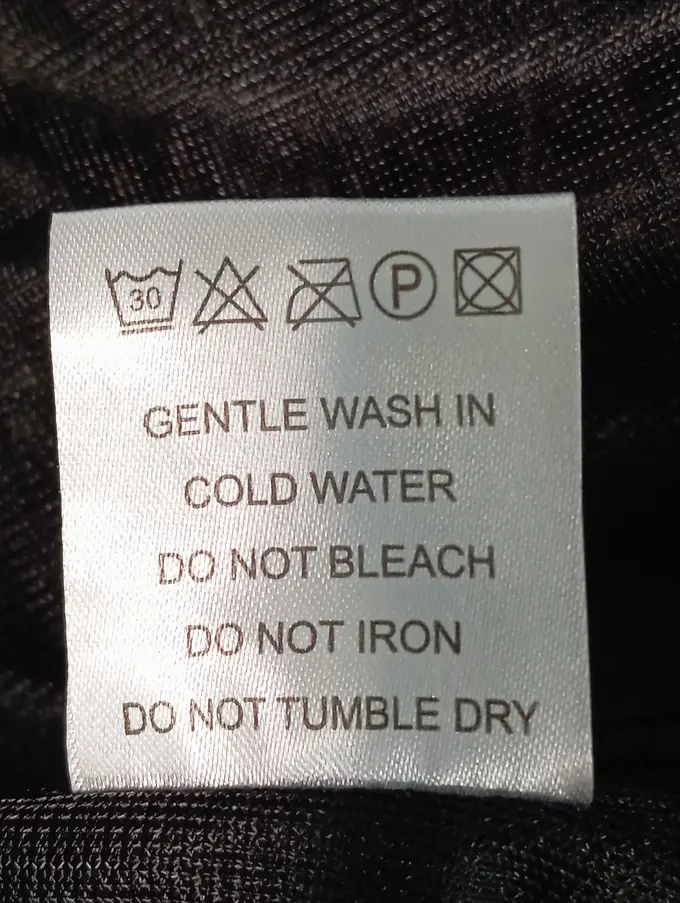 30 P
GENTLE WASH IN
COLD WATER
DO NOT BLEACH
DO NOT IRON
DO NOT TUMBLE DRY